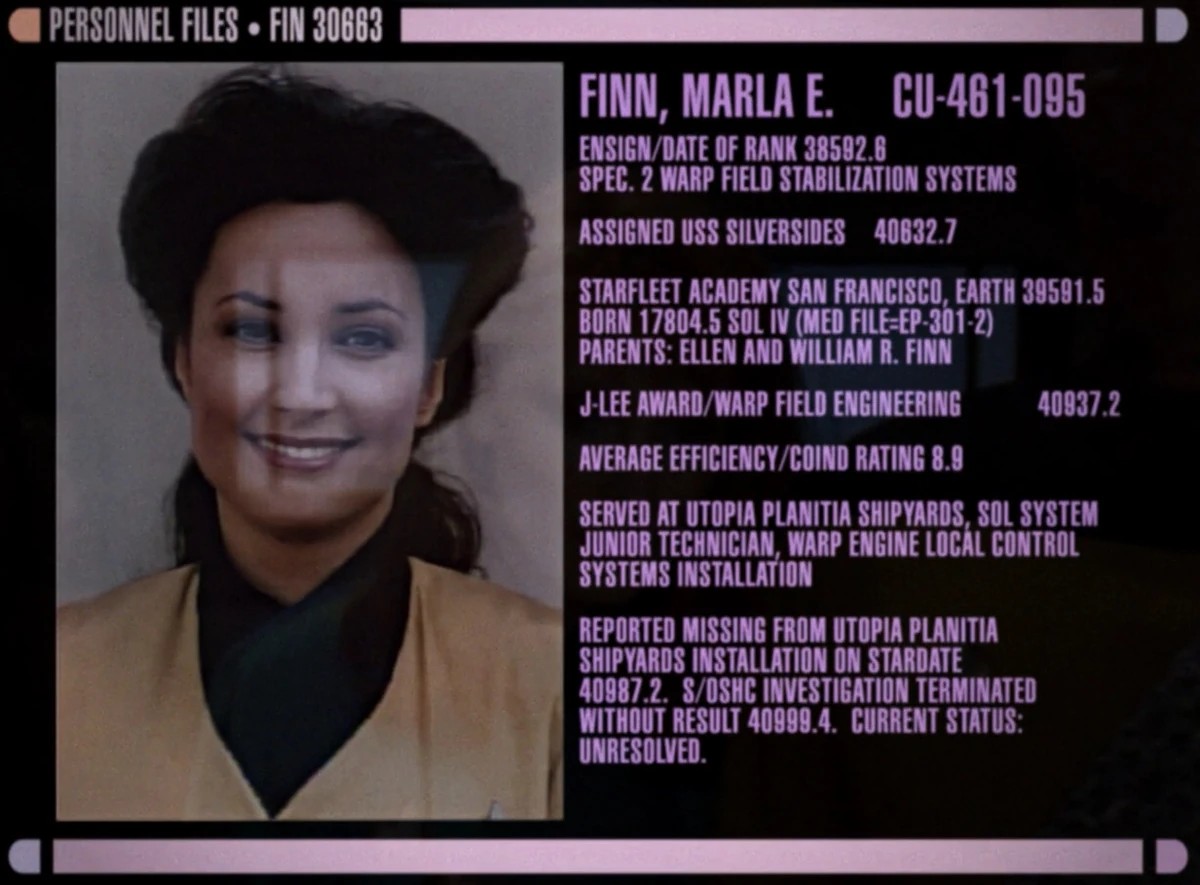 PERSONNEL FILES • FIN 30663
FINN, MARLA E. CU-461-095
ENSIGN/DATE OF RANK 38592.6
SPEC. 2 WARP FIELD STABILIZATION SYSTEMS
ASSIGNED USS SILVERSIDES 40632.7
STARFLEET ACADEMY SAN FRANCISCO, EARTH 39591.5
BORN 17804.5 SOL IV (MED FILE=EP-301-2)
PARENTS: ELLEN AND WILLIAM R. FINN
J-LEE AWARD/WARP FIELD ENGINEERING 40937.2
AVERAGE EFFICIENCY/COIND RATING 8.9
SERVED AT UTOPIA PLANITIA SHIPYARDS, SOL SYSTEM
JUNIOR TECHNICIAN, WARP ENGINE LOCAL CONTROL
SYSTEMS INSTALLATION
REPORTED MISSING FROM UTOPIA PLANITIA
SHIPYARDS INSTALLATION ON STARDATE
40987.2. S/OSHC INVESTIGATION TERMINATED
WITHOUT RESULT 40999.4. CURRENT STATUS:
UNRESOLVED.